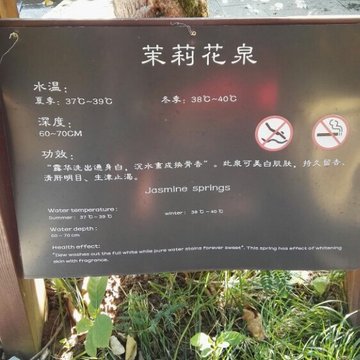 茉莉花泉
水温：
夏季：37℃~39℃ 冬季：38℃~40℃
深度：
60~70CM
功效：
“露华洗出通身白、沉水熏成换骨香”。此泉可美白肌肤，持久留香、
清肝明目、生津止渴。
Jasmine springs
Water temperature:
Summer: 37℃~39℃ winter: 38℃~40℃
Water depth:
60~70 cm
Health effect:
"Dew washes out the full white while pure water stains forever sweet". This spring has effect of whitening
skin with fragrance.